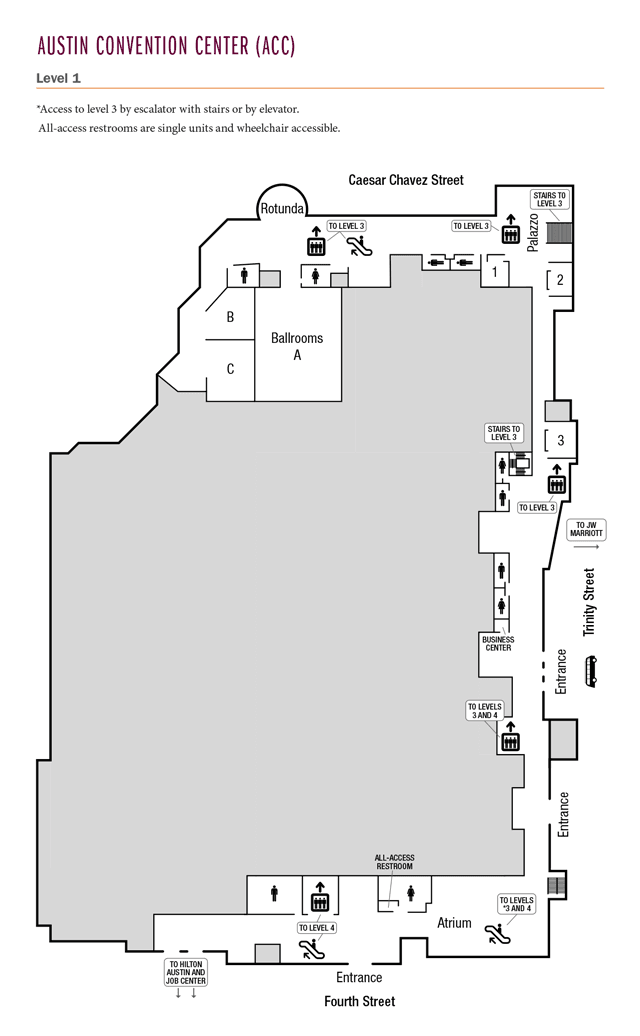 AUSTIN CONVENTION CENTER (ACC)
Level 1
*Access to level 3 by escalator with stairs or by elevator.
All-access restrooms are single units and wheelchair accessible.
Caesar Chavez Street
Rotunda
TO LEVEL 3
TO LEVEL 3
STAIRS TO
LEVEL 3
Palazzo
1
2
B
Ballrooms
A
C
STAIRS TO
LEVEL 3
3
TO LEVEL 3
TO JW
MARRIOTT
Trinity Street
BUSINESS
CENTER
Entrance
TO LEVELS
3 AND 4
Entrance
ALL-ACCESS
RESTROOM
TO LEVELS
*3 AND 4
TO LEVEL 4
Atrium
TO HILTON
AUSTIN AND
JOB CENTER
Entrance
Fourth Street